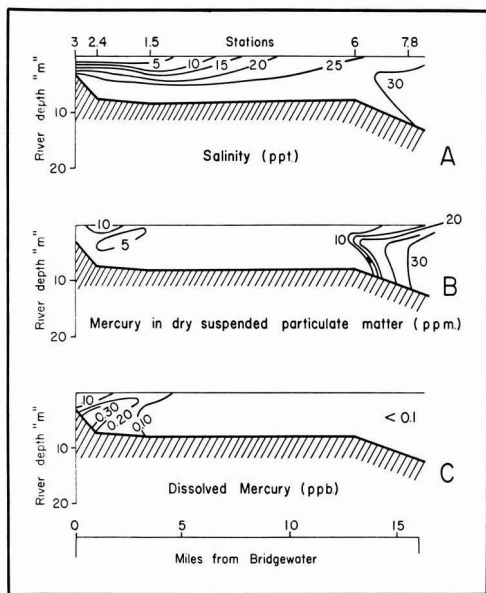 3 2.4 1.5 Stations 6 7.8
5 10 15 20 25
30
10
20
River depth "m"
Salinity (ppt.)
A
10
5
10
20
30
10
20
River depth "m"
Mercury in dry suspended particulate matter (ppm.)
B
.10
0.30
0.20
0.10
< 0.1
10
20
River depth "m"
Dissolved Mercury (ppb.)
C
0 5 10 15
Miles from Bridgewater